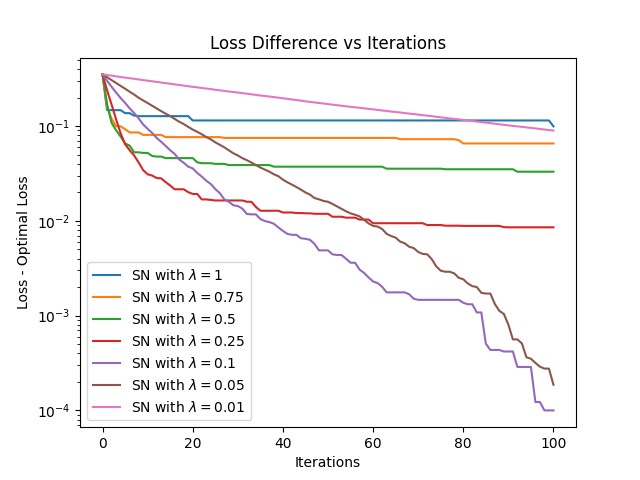 Loss Difference vs Iterations
Loss - Optimal Loss
10⁻¹
10⁻²
10⁻³
10⁻⁴
SN with λ = 1
SN with λ = 0.75
SN with λ = 0.5
SN with λ = 0.25
SN with λ = 0.1
SN with λ = 0.05
SN with λ = 0.01
0 20 40 60 80 100
Iterations